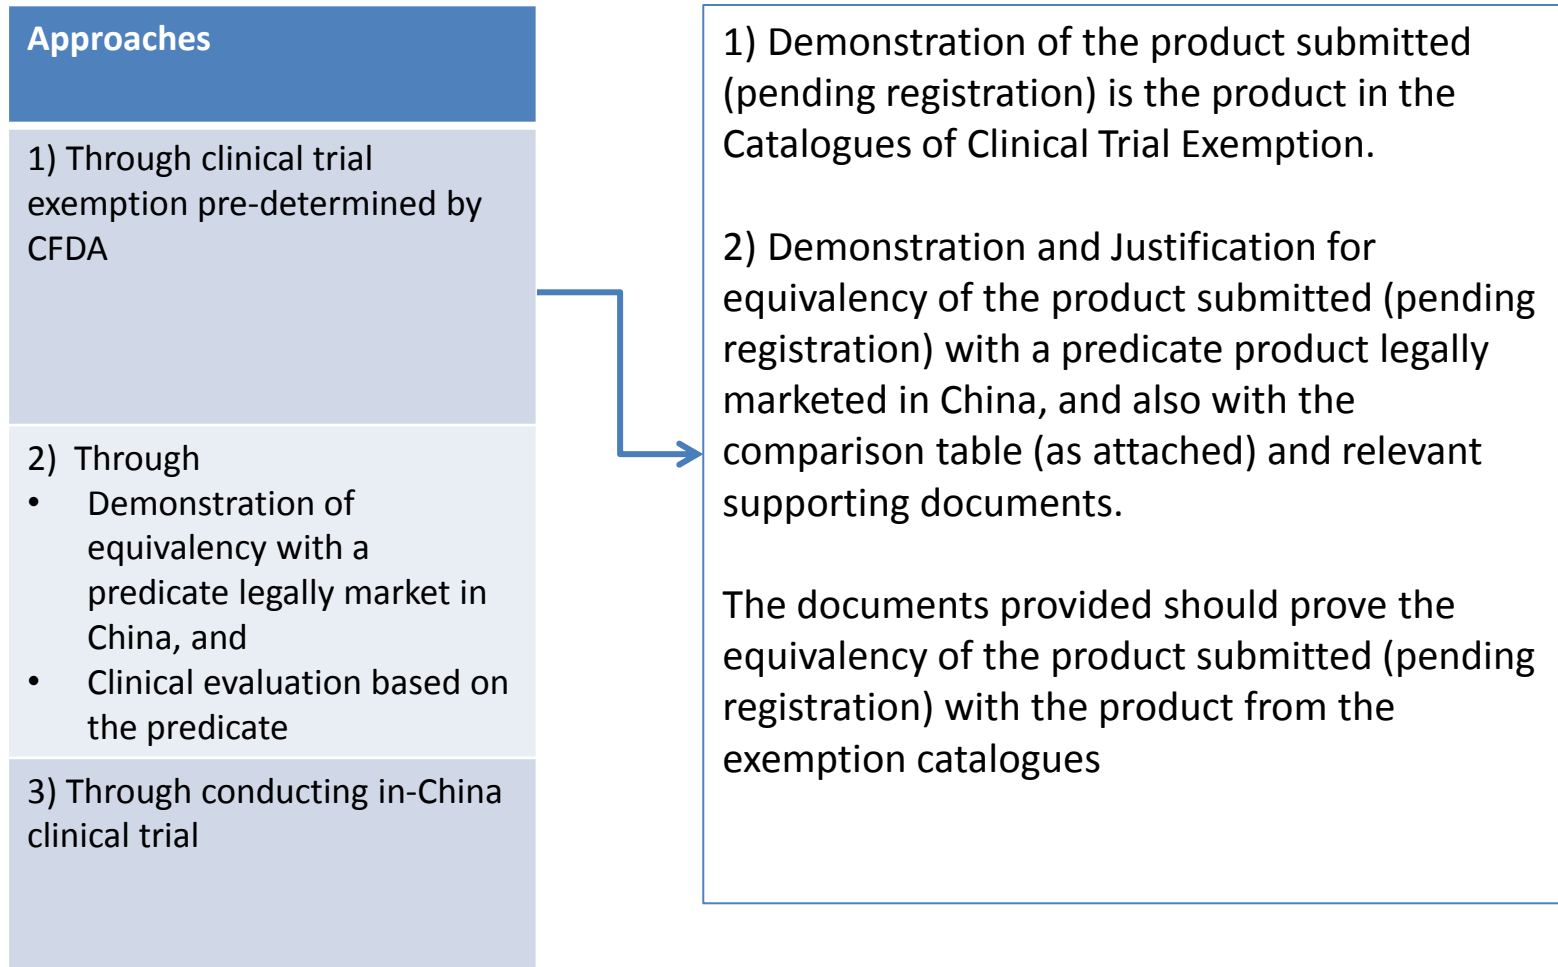 Approaches
1) Through clinical trial
exemption pre-determined by
CFDA
2) Through
• Demonstration of
equivalency with a
predicate legally market in
China, and
• Clinical evaluation based on
the predicate
3) Through conducting in-China
clinical trial
1) Demonstration of the product submitted
(pending registration) is the product in the
Catalogues of Clinical Trial Exemption.
2) Demonstration and Justification for
equivalency of the product submitted (pending
registration) with a predicate product legally
marketed in China, and also with the
comparison table (as attached) and relevant
supporting documents.
The documents provided should prove the
equivalency of the product submitted (pending
registration) with the product from the
exemption catalogues